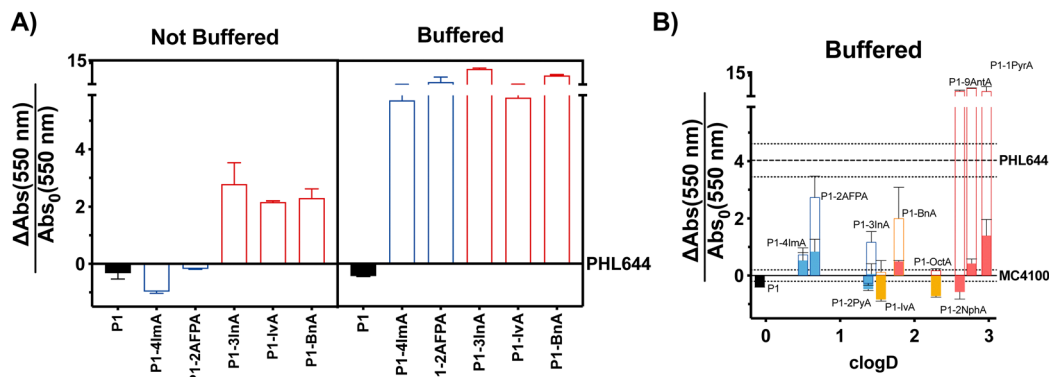 A)
Not Buffered
Buffered
ΔAbs(550 nm)
Abs0(550 nm)
15
4
2
0
PHL644
P1
P1-4ImA
P1-2AFPA
P1-3InA
P1-IvA
P1-BnA
P1
P1-4ImA
P1-2AFPA
P1-3InA
P1-IvA
P1-BnA
B)
Buffered
ΔAbs(550 nm)
Abs0(550 nm)
15
4
2
0
P1-1PyrA
P1-9AntA
PHL644
P1-2AFPA
P1-3InA
P1-BnA
P1-4ImA
P1-OctA
MC4100
P1
P1-2PyA
P1-IvA
P1-2NphA
0
1
2
3
clogD